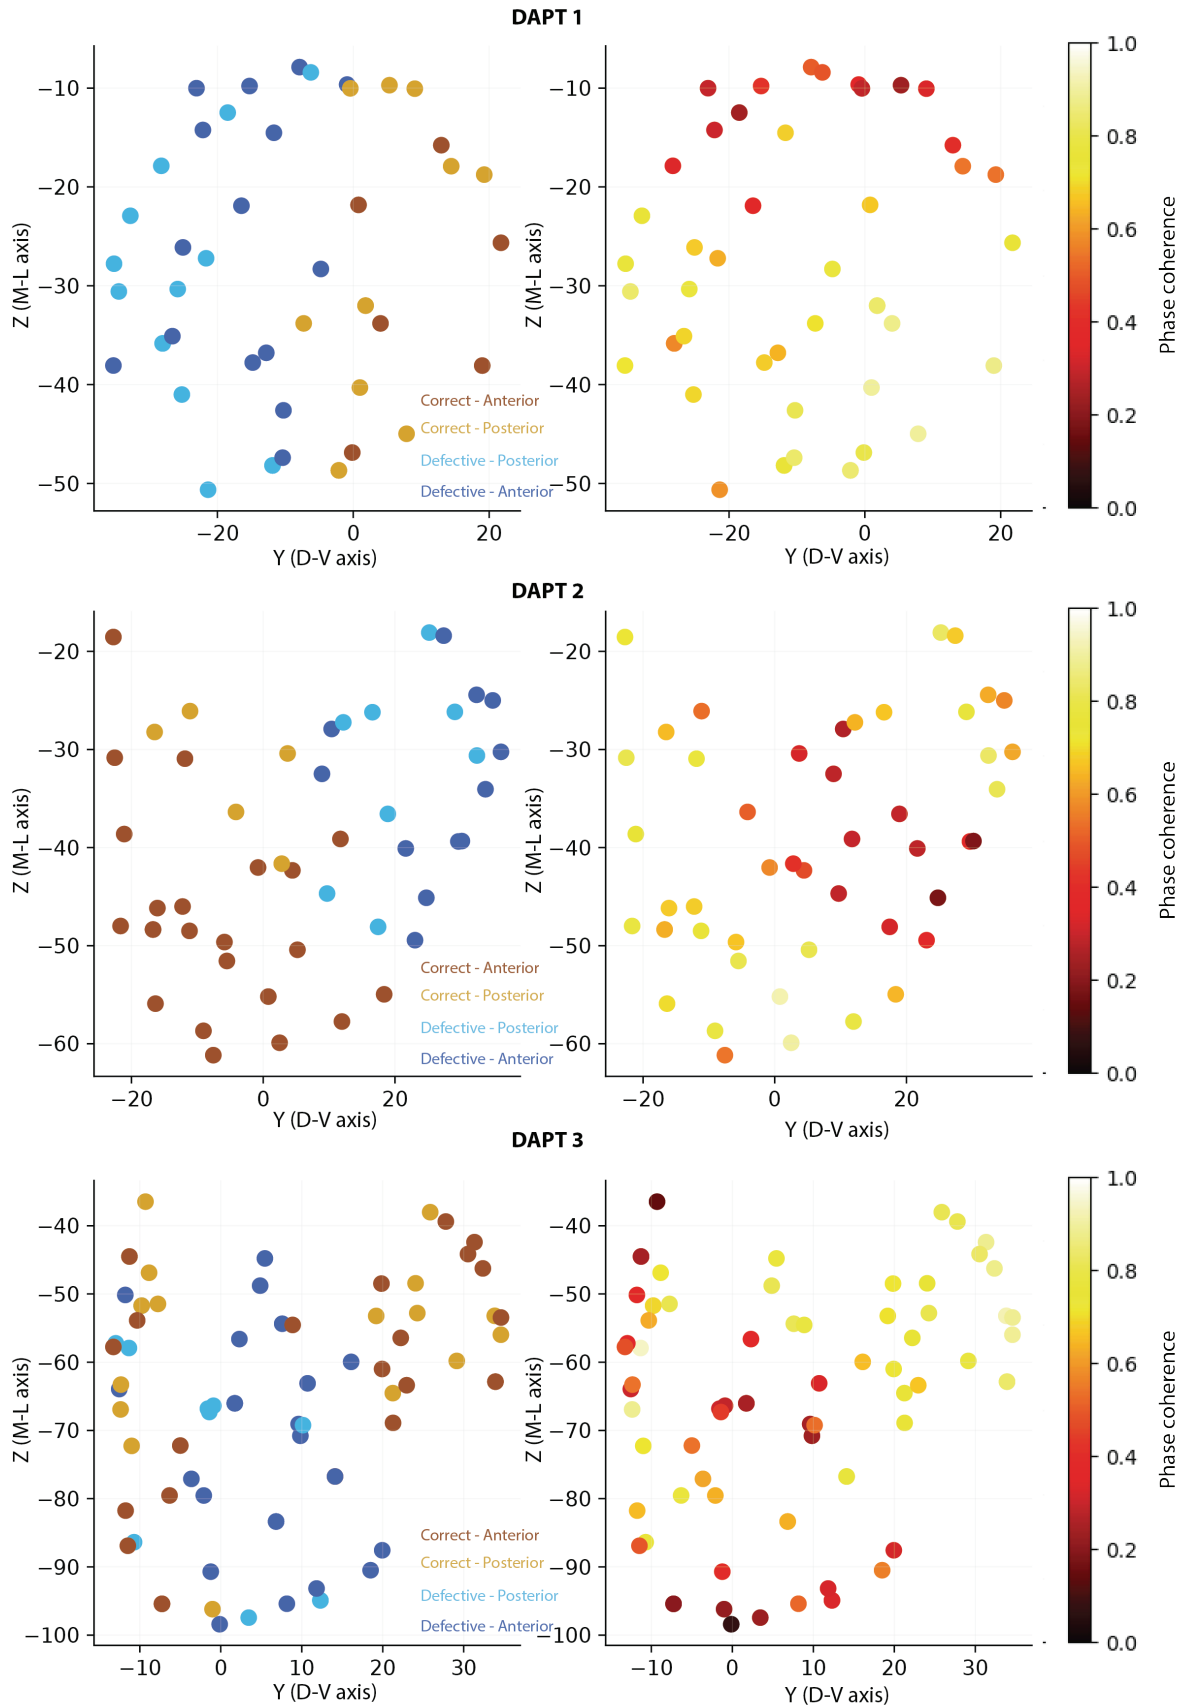 DAPT 1
−10
−20
−30
−40
−50
Z (M-L axis)
−20
0
20
Y (D-V axis)
Correct - Anterior
Correct - Posterior
Defective - Posterior
Defective - Anterior
−10
−20
−30
−40
−50
Z (M-L axis)
−20
0
20
Y (D-V axis)
1.0
0.8
0.6
0.4
0.2
0.0
Phase coherence
DAPT 2
−20
−30
−40
−50
−60
Z (M-L axis)
−20
0
20
Y (D-V axis)
Correct - Anterior
Correct - Posterior
Defective - Posterior
Defective - Anterior
−20
−30
−40
−50
−60
Z (M-L axis)
−20
0
20
Y (D-V axis)
1.0
0.8
0.6
0.4
0.2
0.0
Phase coherence
DAPT 3
−40
−50
−60
−70
−80
−90
−100
Z (M-L axis)
−10
0
10
20
30
Y (D-V axis)
Correct - Anterior
Correct - Posterior
Defective - Posterior
Defective - Anterior
−40
−50
−60
−70
−80
−90
−100
Z (M-L axis)
−10
0
10
20
30
Y (D-V axis)
1.0
0.8
0.6
0.4
0.2
0.0
Phase coherence